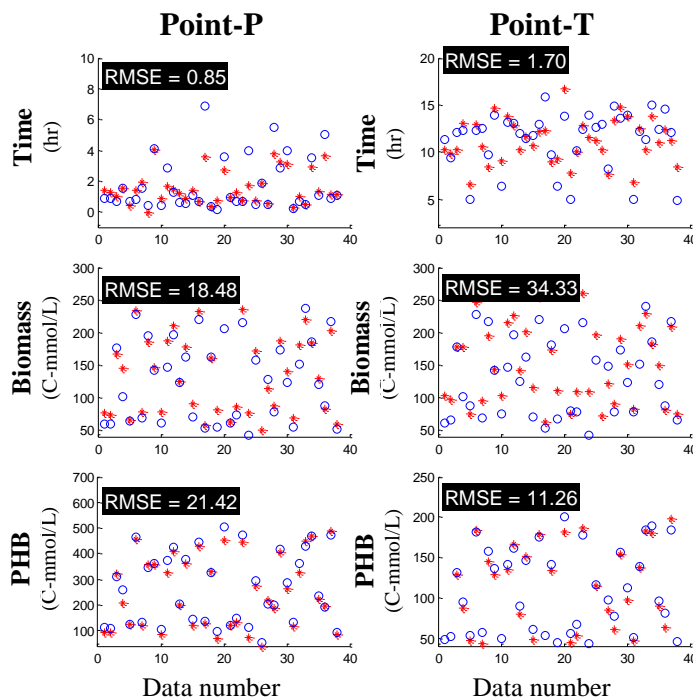 Point-P
Point-T
Time
(hr)
10
8
6
4
2
0
RMSE = 0.85
0
10
20
30
40
Time
(hr)
20
15
10
5
RMSE = 1.70
0
10
20
30
40
Biomass
(C-mmol/L)
300
250
200
150
100
50
RMSE = 18.48
0
10
20
30
40
Biomass
(C-mmol/L)
300
250
200
150
100
50
RMSE = 34.33
0
10
20
30
40
PHB
(C-mmol/L)
700
600
500
400
300
200
100
RMSE = 21.42
0
10
20
30
40
PHB
(C-mmol/L)
250
200
150
100
50
RMSE = 11.26
0
10
20
30
40
Data number
Data number